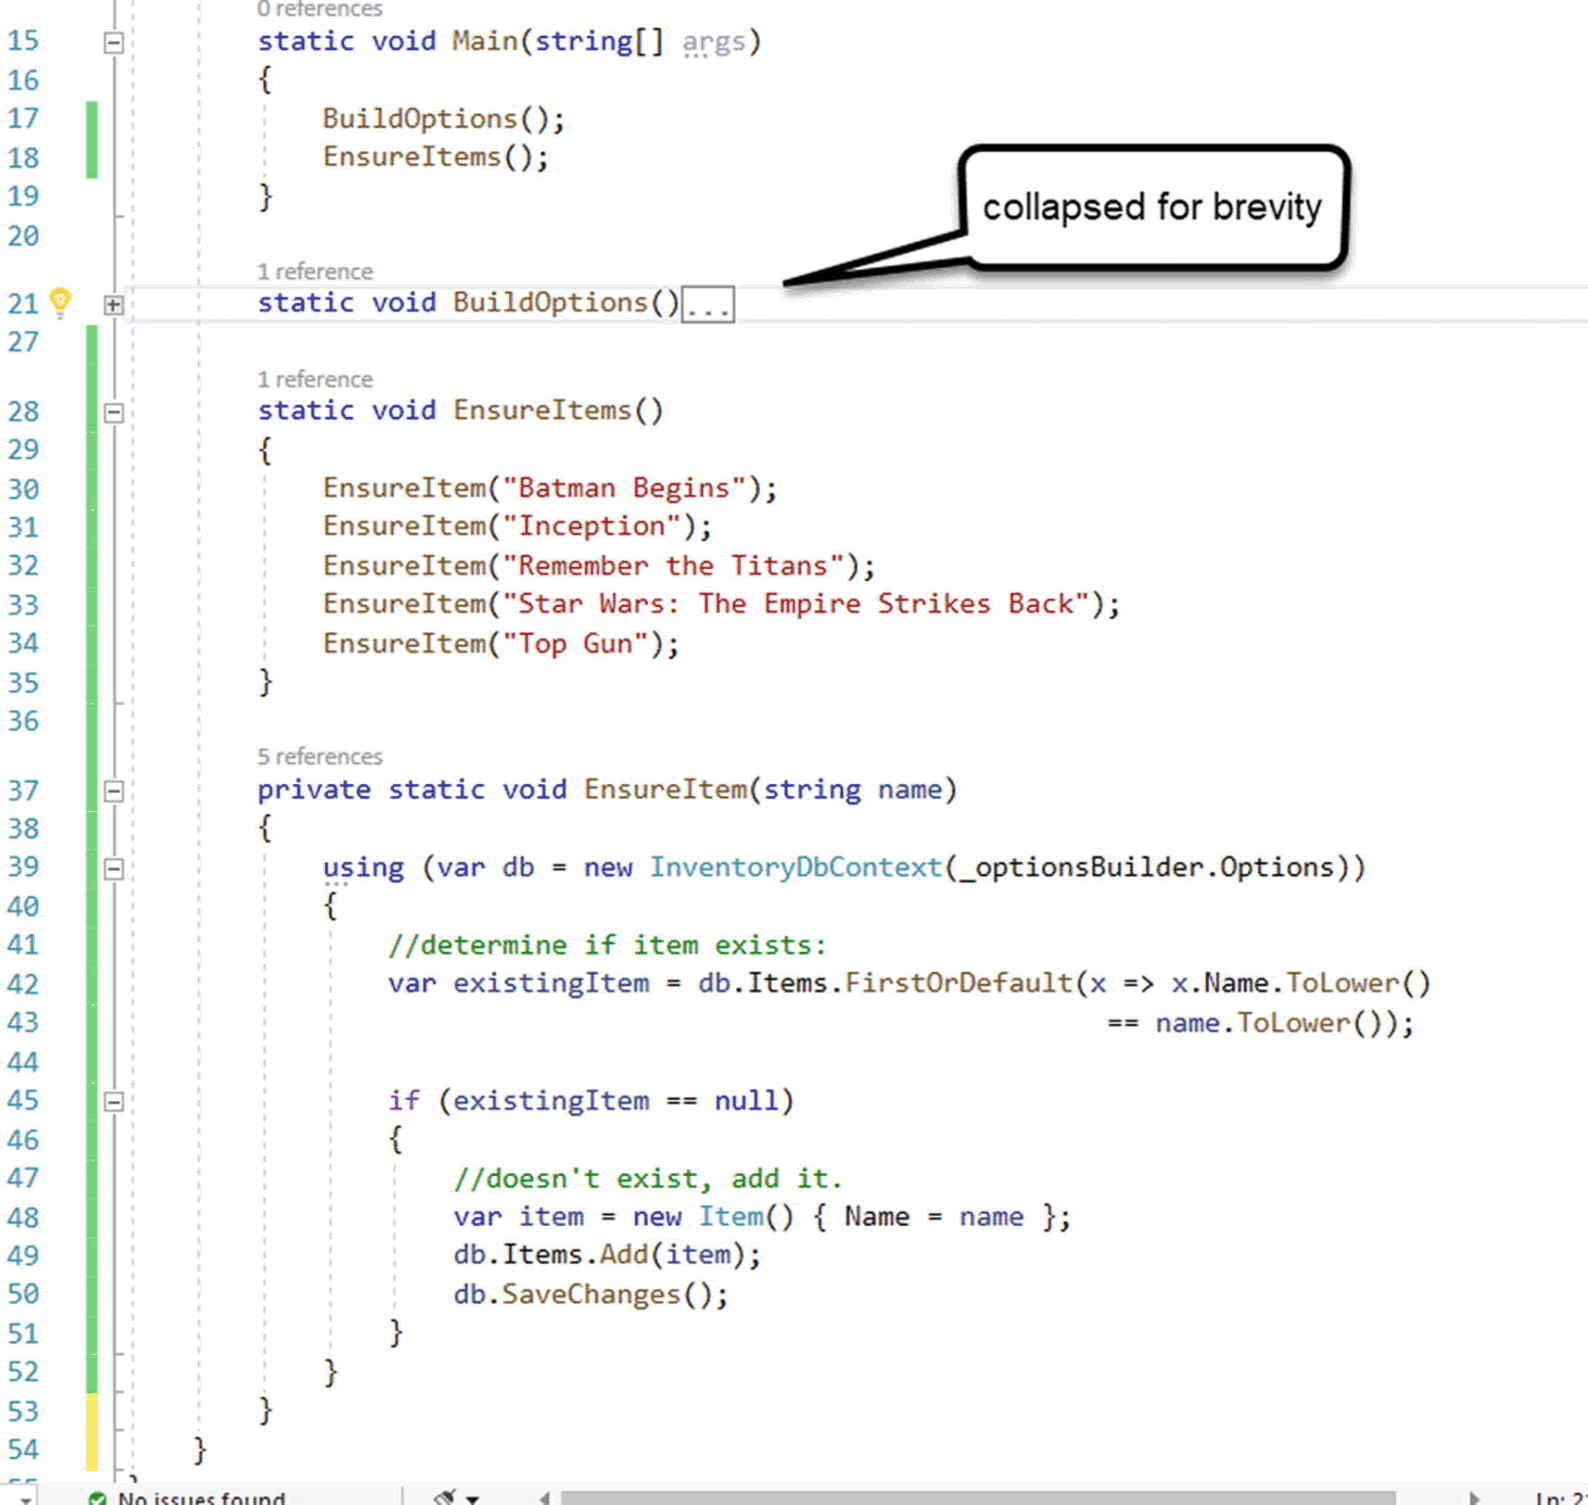 0 references
15 static void Main(string[] args)
16 {
17 BuildOptions();
18 EnsureItems();
19 }
20
collapsed for brevity
1 reference
21 static void BuildOptions()...
27
1 reference
28 static void EnsureItems()
29 {
30 EnsureItem("Batman Begins");
31 EnsureItem("Inception");
32 EnsureItem("Remember the Titans");
33 EnsureItem("Star Wars: The Empire Strikes Back");
34 EnsureItem("Top Gun");
35 }
36
5 references
37 private static void EnsureItem(string name)
38 {
39 using (var db = new InventoryDbContext(_optionsBuilder.Options))
40 {
41 //determine if item exists:
42 var existingItem = db.Items.FirstOrDefault(x => x.Name.ToLower()
43 == name.ToLower());
44
45 if (existingItem == null)
46 {
47 //doesn't exist, add it.
48 var item = new Item() { Name = name };
49 db.Items.Add(item);
50 db.SaveChanges();
51 }
52 }
53 }
54 }
No issues found
Ln: